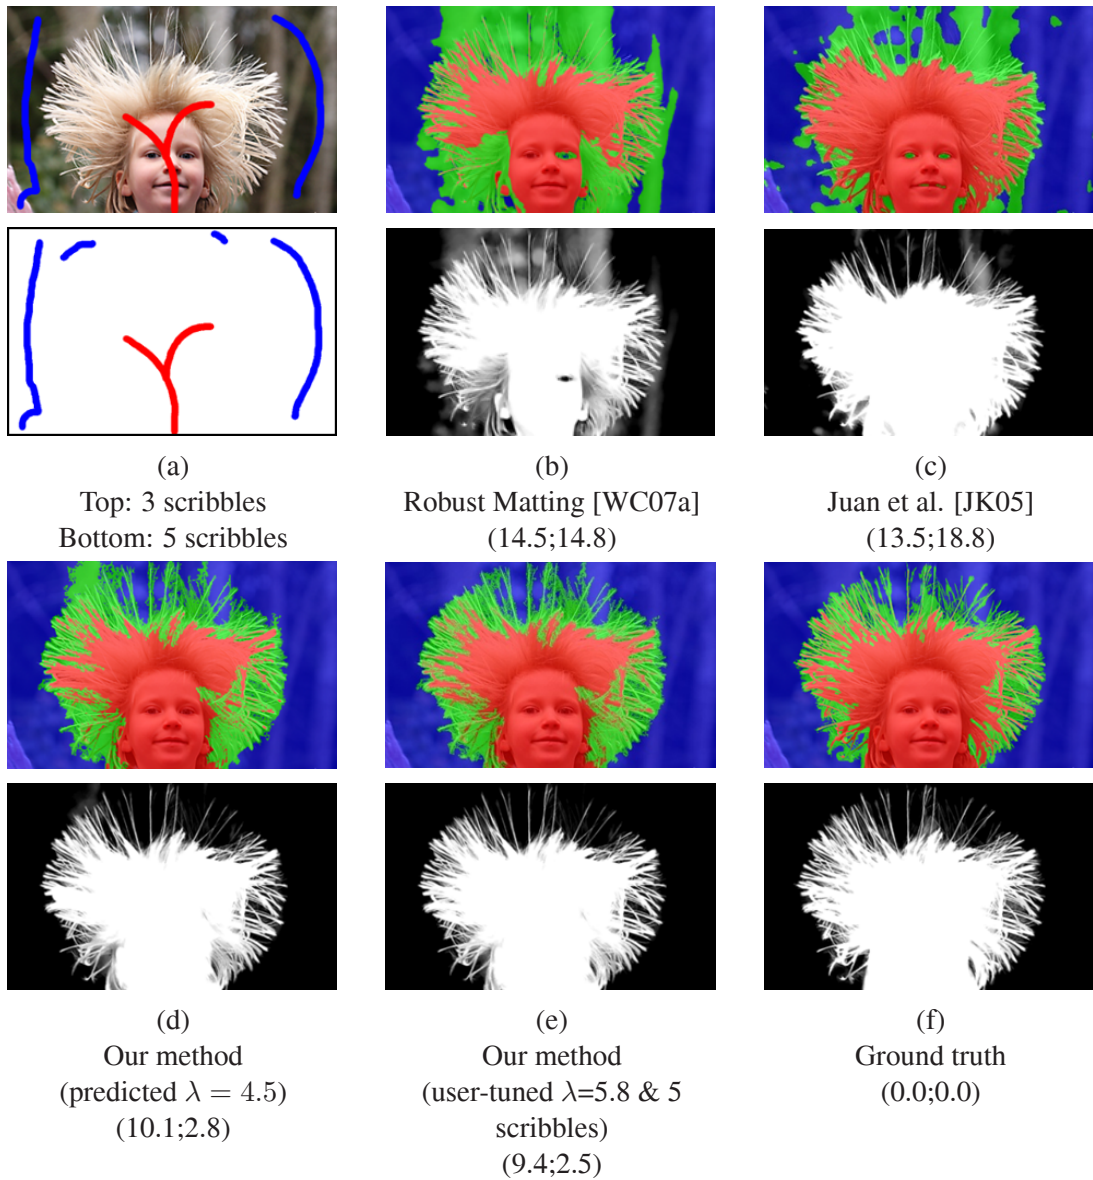 (a)
Top: 3 scribbles
Bottom: 5 scribbles
(b)
Robust Matting [WC07a]
(14.5;14.8)
(c)
Juan et al. [JK05]
(13.5;18.8)
(d)
Our method
(predicted λ = 4.5)
(10.1;2.8)
(e)
Our method
(user-tuned λ=5.8 & 5
scribbles)
(9.4;2.5)
(f)
Ground truth
(0.0;0.0)